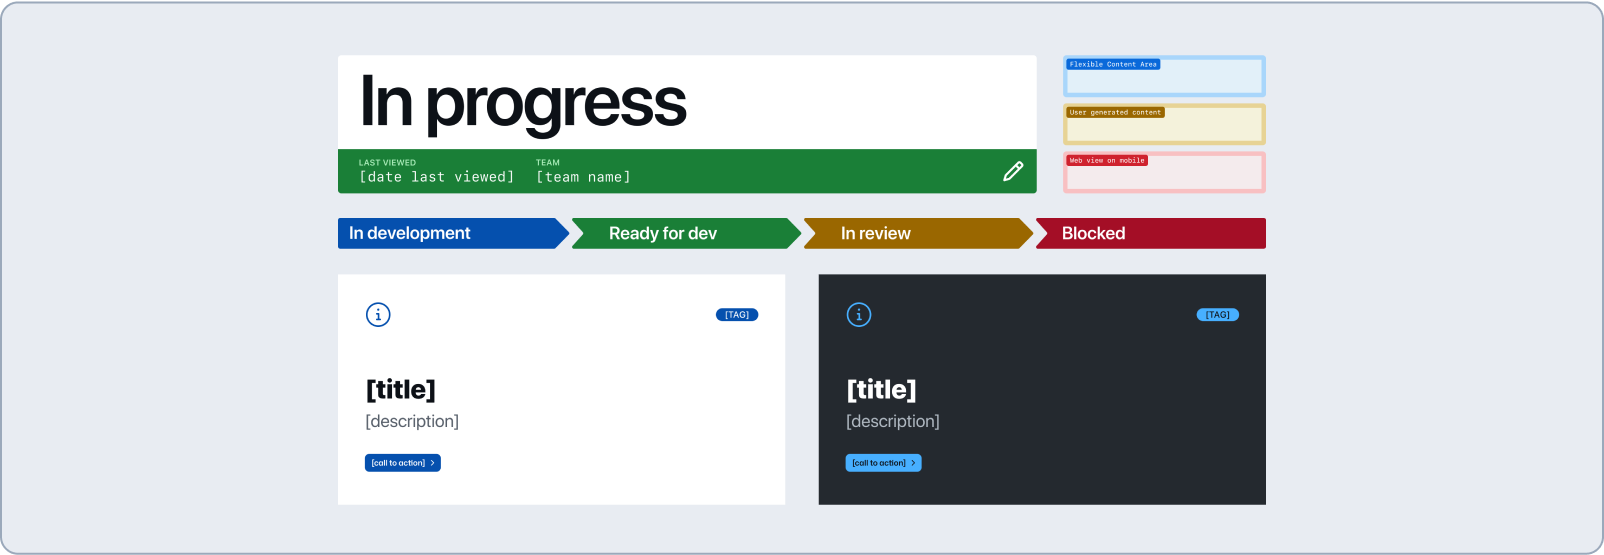 In progress
LAST VIEWED
[date last viewed]
TEAM
[team name]
Flexible Content Area
User generated content
Web view on mobile
In development
Ready for dev
In review
Blocked
[TAG]
[title]
[description]
[call to action]
[TAG]
[title]
[description]
[call to action]